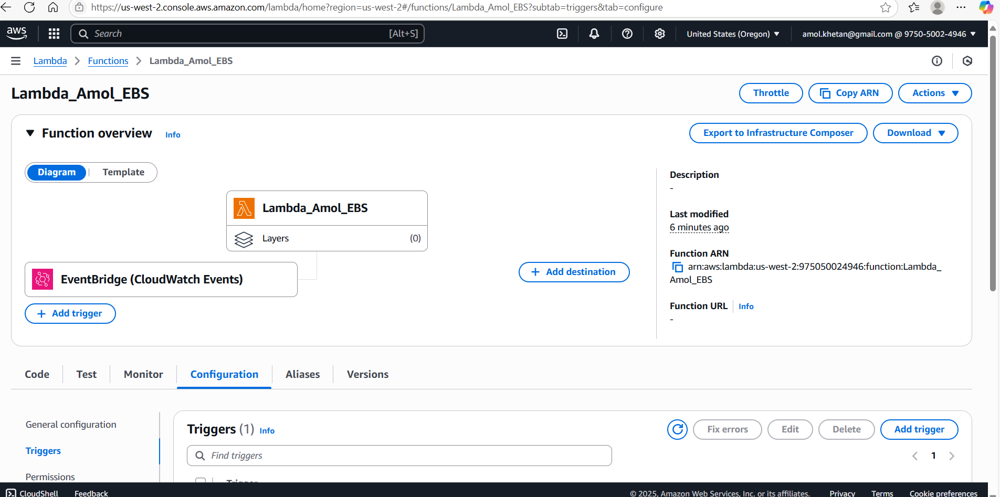 https://us-west-2.console.aws.amazon.com/lambda/home?region=us-west-2#/functions/Lambda_Amol_EBS?subtab=triggers&tab=configure
aws
Search [Alt+S]
United States (Oregon)
amol.khetan@gmail.com @ 9750-5002-4946
Lambda > Functions > Lambda_Amol_EBS
Lambda_Amol_EBS
Throttle
Copy ARN
Actions
Function overview Info
Export to Infrastructure Composer
Download
Diagram | Template
Lambda_Amol_EBS
Layers (0)
EventBridge (CloudWatch Events)
+ Add trigger
+ Add destination
Description
-
Last modified
6 minutes ago
Function ARN
arn:aws:lambda:us-west-2:975050024946:function:Lambda_
Amol_EBS
Function URL Info
-
Code
Test
Monitor
Configuration
Aliases
Versions
General configuration
Triggers
Permissions
Triggers (1) Info
Fix errors
Edit
Delete
Add trigger
Find triggers
1
Trigger
CloudShell
Feedback
© 2025, Amazon Web Services, Inc. or its affiliates.
Privacy
Terms
Cookie preferences